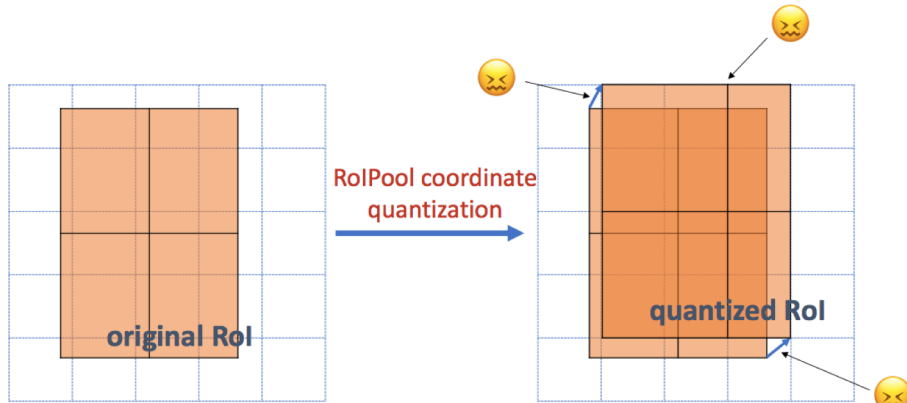 RoIPool coordinate
quantization
original RoI
quantized RoI